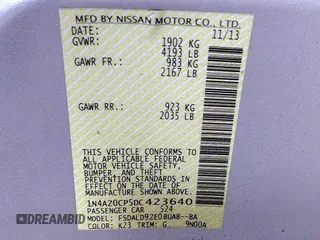 MFD BY NISSAN MOTOR CO., LTD.
DATE: 11/13
GVWR: 1902 KG
4193 LB
GAWR FR.: 983 KG
2167 LB
GAWR RR.: 923 KG
2035 LB
THIS VEHICLE CONFORMS TO ALL
APPLICABLE FEDERAL MOTOR
VEHICLE SAFETY STANDARDS,
BUMPER, AND THEFT
PREVENTION STANDARDS IN
EFFECT ON THE DATE OF
MANUFACTURE SHOWN ABOVE.
1N4AZ0CP5DC423640
PASSENGER CAR 524
MODEL: FSDALD9ZE0BUAB--BA
COLOR: K23 TRIM: G 9N00A